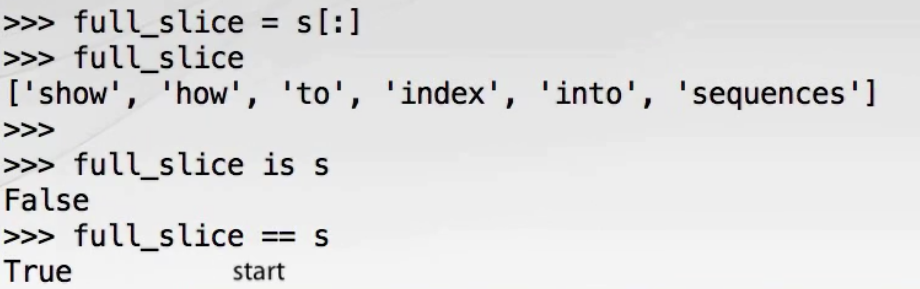 >>> full_slice = s[:]
>>> full_slice
['show', 'how', 'to', 'index', 'into', 'sequences']
>>>
>>> full_slice is s
False
>>> full_slice == s
True
start